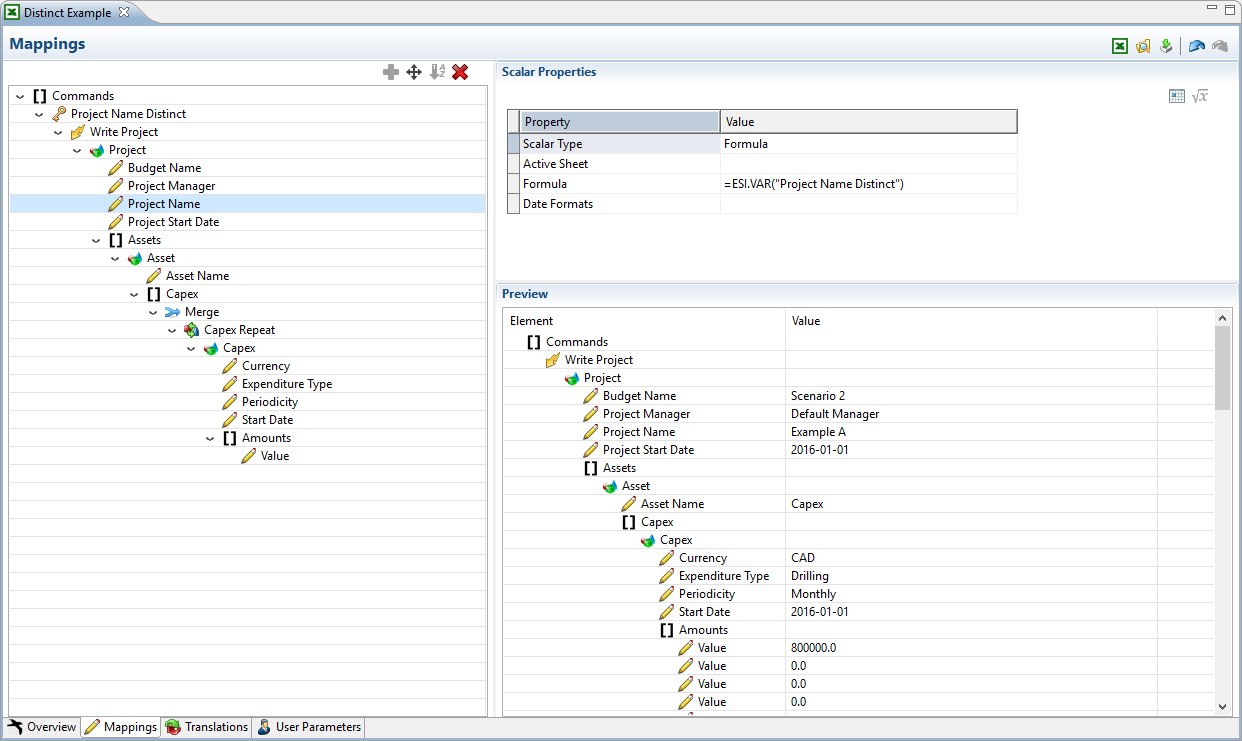 Distinct Example
Mappings
Commands
Project Name Distinct
Write Project
Project
Budget Name
Project Manager
Project Name
Project Start Date
Assets
Asset
Asset Name
Capex
Merge
Capex Repeat
Capex
Currency
Expenditure Type
Periodicity
Start Date
Amounts
Value
Scalar Properties
Property Value
Scalar Type Formula
Active Sheet
Formula =ESI.VAR("Project Name Distinct")
Date Formats
Preview
Element Value
Commands
Write Project
Project
Budget Name Scenario 2
Project Manager Default Manager
Project Name Example A
Project Start Date 2016-01-01
Assets
Asset
Asset Name Capex
Capex
Capex
Currency CAD
Expenditure Type Drilling
Periodicity Monthly
Start Date 2016-01-01
Amounts
Value 800000.0
Value 0.0
Value 0.0
Value 0.0
Overview Mappings Translations User Parameters